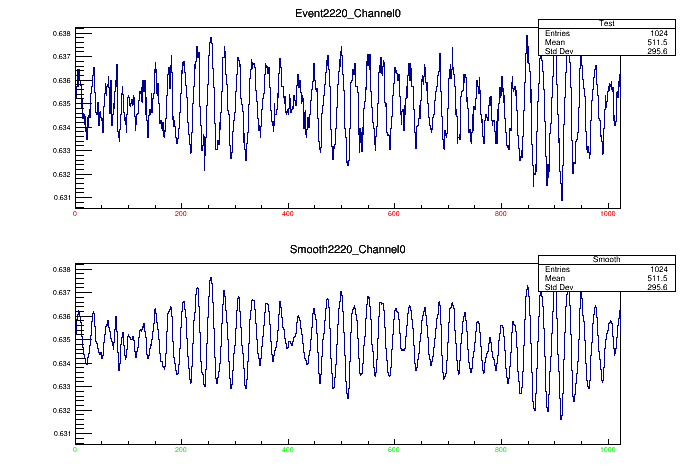 Event2220_Channel0
Test
Entries 1024
Mean 511.5
Std Dev 295.6
0.638
0.637
0.636
0.635
0.634
0.633
0.632
0.631
0 200 400 600 800 1000
Smooth2220_Channel0
Smooth
Entries 1024
Mean 511.5
Std Dev 295.6
0.638
0.637
0.636
0.635
0.634
0.633
0.632
0.631
0 200 400 600 800 1000